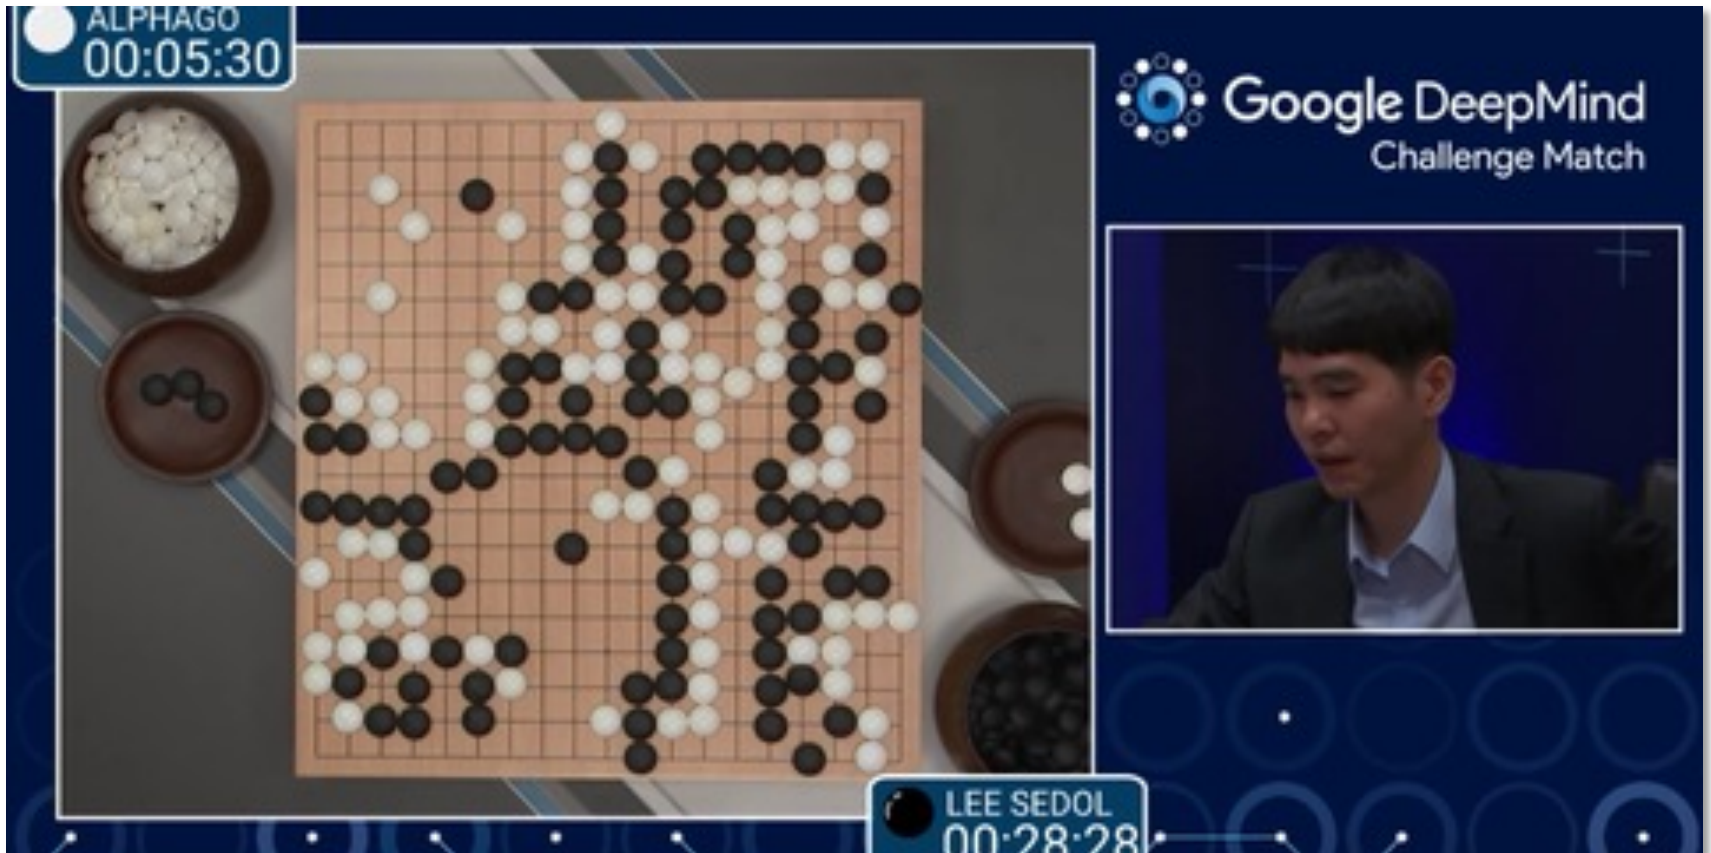 ALPHAGO
00:05:30
Google DeepMind
Challenge Match
LEE SEDOL
00:28:28